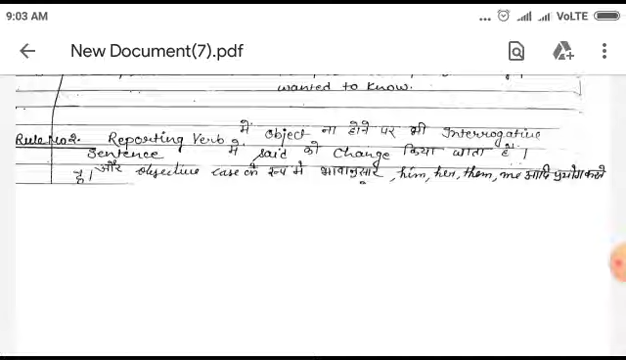 9:03 AM
... VoLTE
New Document(7).pdf
wanted to know.
Rule No 2. Reporting Verb में object ना होने पर भी Interrogative
Sentence में said को change किया जाता है।
और objective case के रूप में भावानुसार, him, her, them, me आदि प्रयोग करते
है।